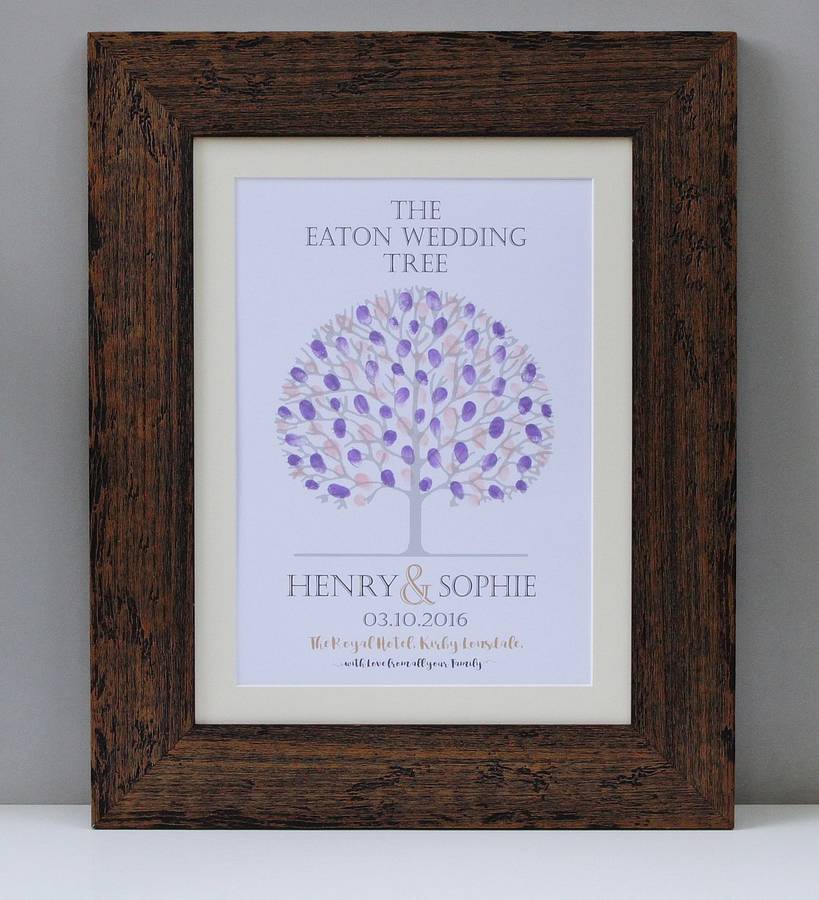 THE
EATON WEDDING
TREE
HENRY & SOPHIE
03.10.2016
The Royal Hotel, Kirby Lonsdale.
with Love from all your Family